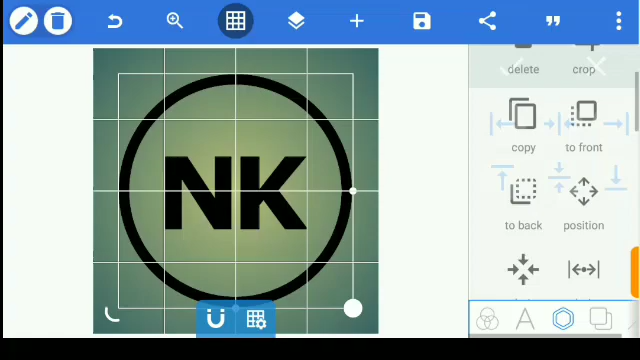 delete crop
NK
copy to front
to back position